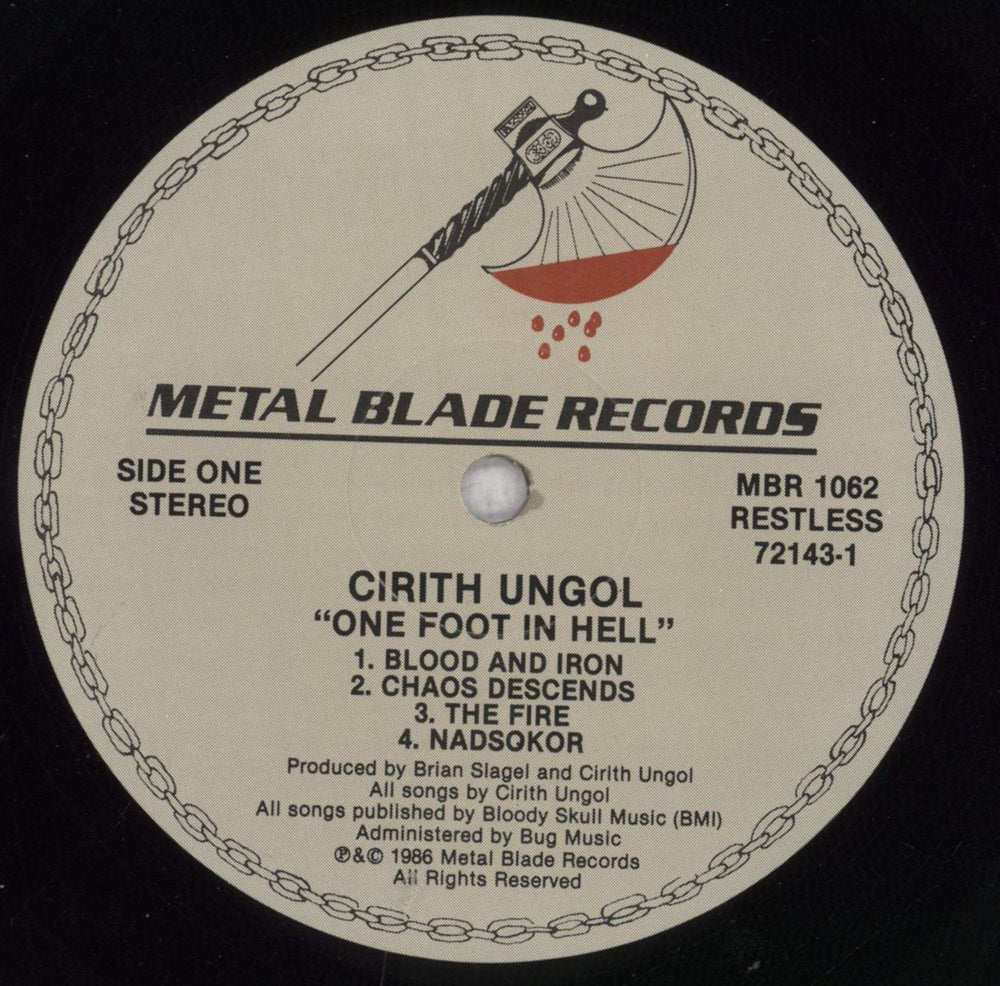 METAL BLADE RECORDS
SIDE ONE
STEREO
MBR 1062
RESTLESS
72143-1
CIRITH UNGOL
“ONE FOOT IN HELL”
1. BLOOD AND IRON
2. CHAOS DESCENDS
3. THE FIRE
4. NADSOKOR
Produced by Brian Slagel and Cirith Ungol
All songs by Cirith Ungol
All songs published by Bloody Skull Music (BMI)
Administered by Bug Music
℗&© 1986 Metal Blade Records
All Rights Reserved